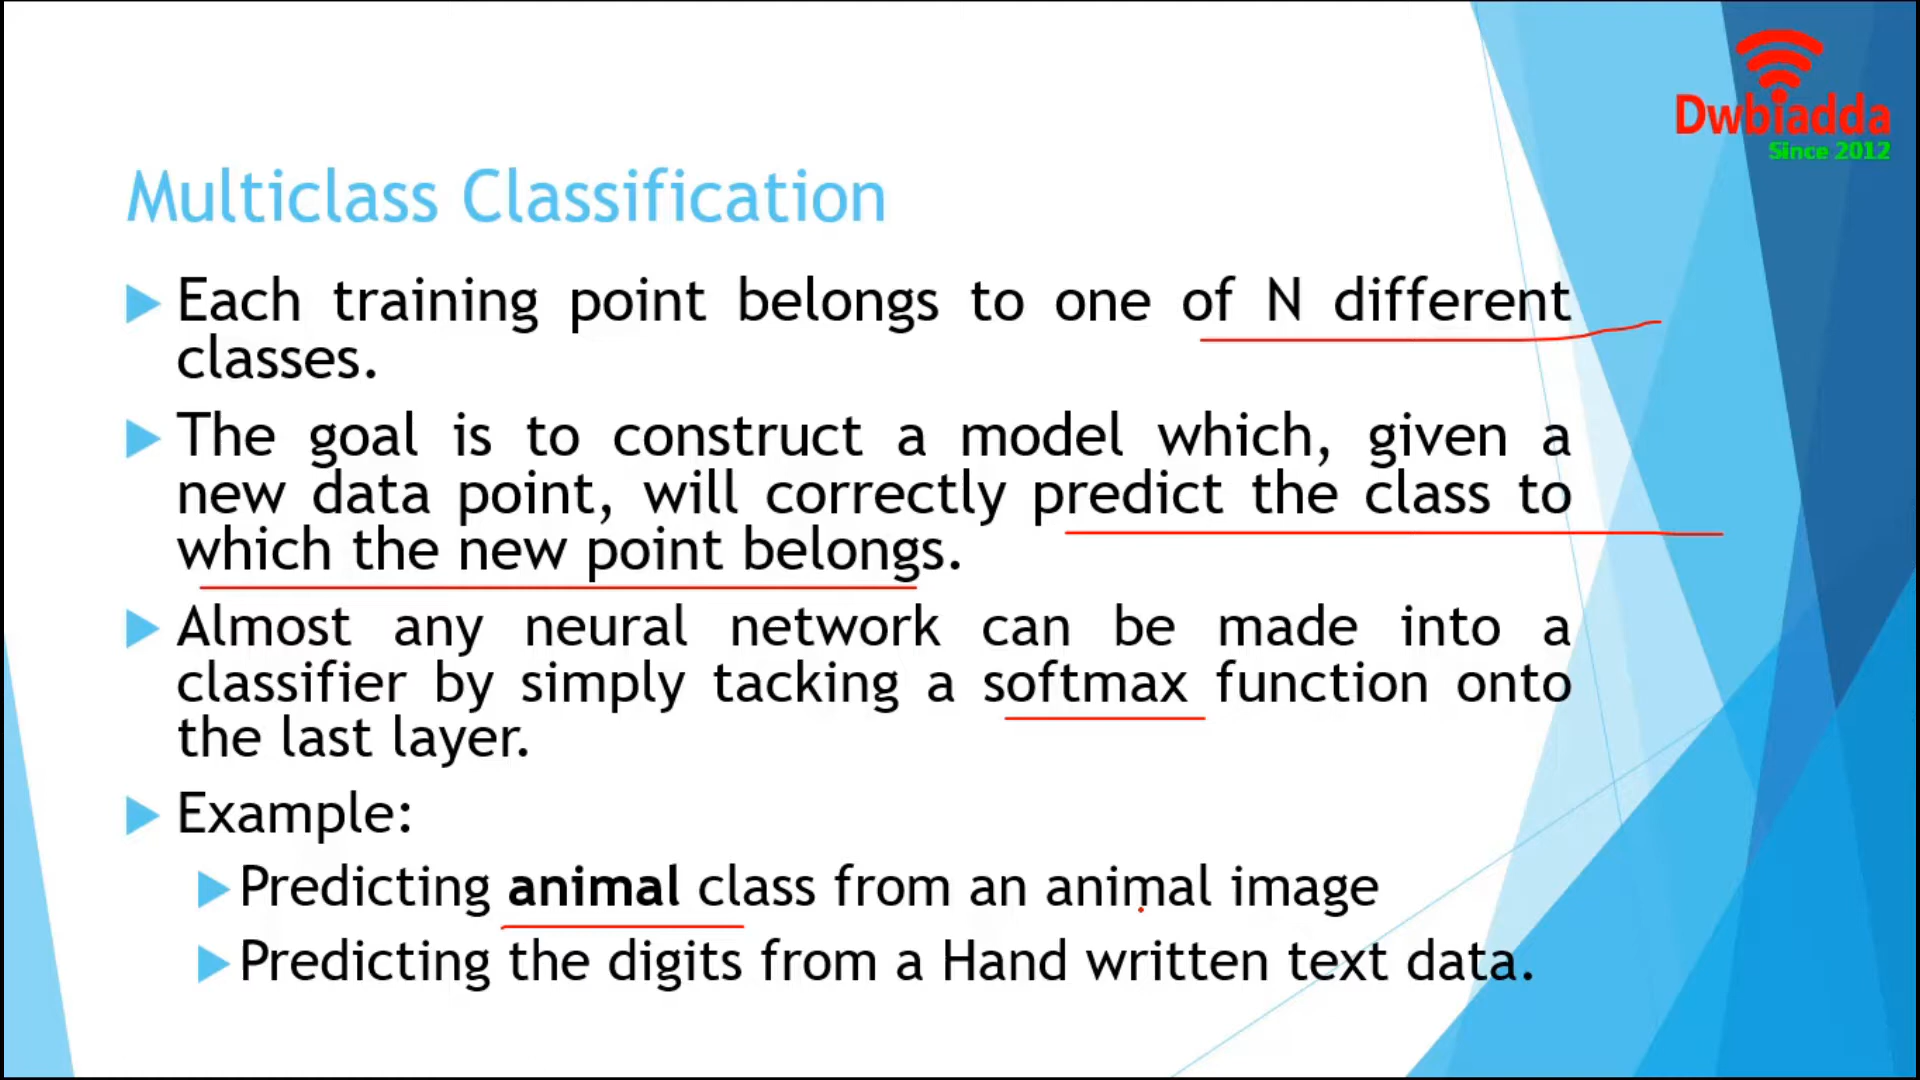 Dwbiadda
Since 2012
Multiclass Classification
Each training point belongs to one of N different
classes.
The goal is to construct a model which, given a
new data point, will correctly predict the class to
which the new point belongs.
Almost any neural network can be made into a
classifier by simply tacking a softmax function onto
the last layer.
Example:
Predicting animal class from an animal image
Predicting the digits from a Hand written text data.